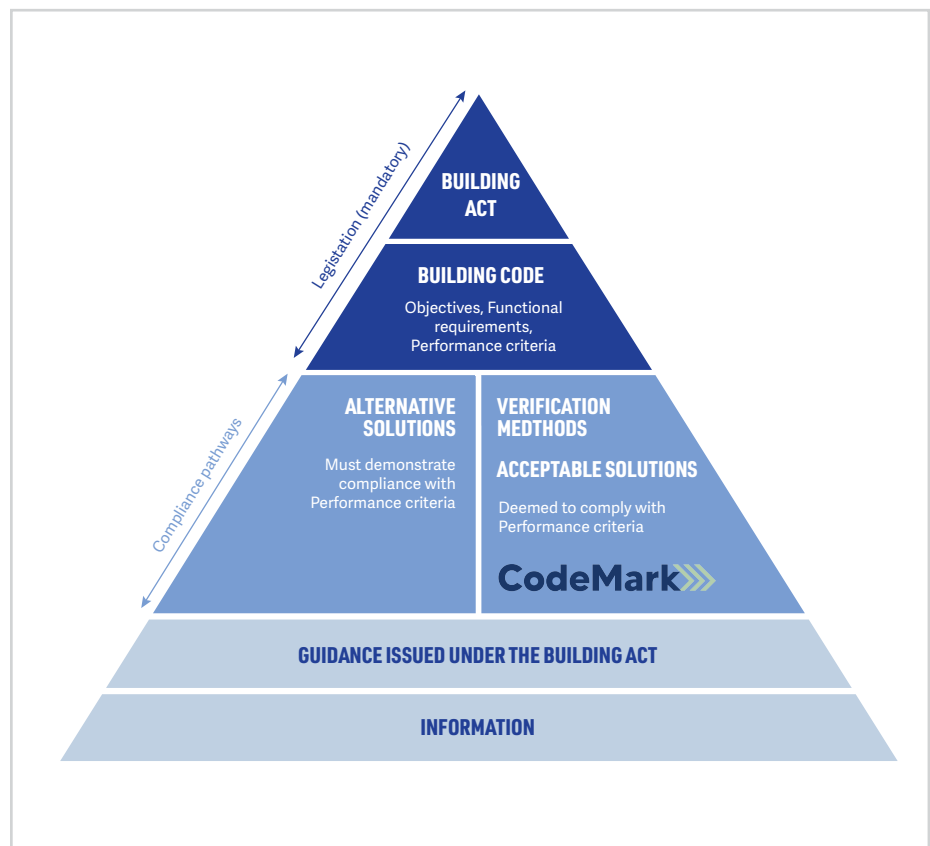 Legistation (mandatory)
BUILDING
ACT
BUILDING CODE
Objectives, Functional
requirements,
Performance criteria
Compliance pathways
ALTERNATIVE
SOLUTIONS
Must demonstrate
compliance with
Performance criteria
VERIFICATION
MEDTHODS
ACCEPTABLE SOLUTIONS
Deemed to comply with
Performance criteria
CodeMark
GUIDANCE ISSUED UNDER THE BUILDING ACT
INFORMATION